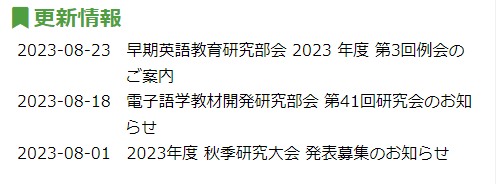 更新情報
2023-08-23 早期英語教育研究部会 2023 年度 第3回例会の
ご案内
2023-08-18 電子語学教材開発研究部会 第41回研究会のお知
らせ
2023-08-01 2023年度 秋季研究大会 発表募集のお知らせ